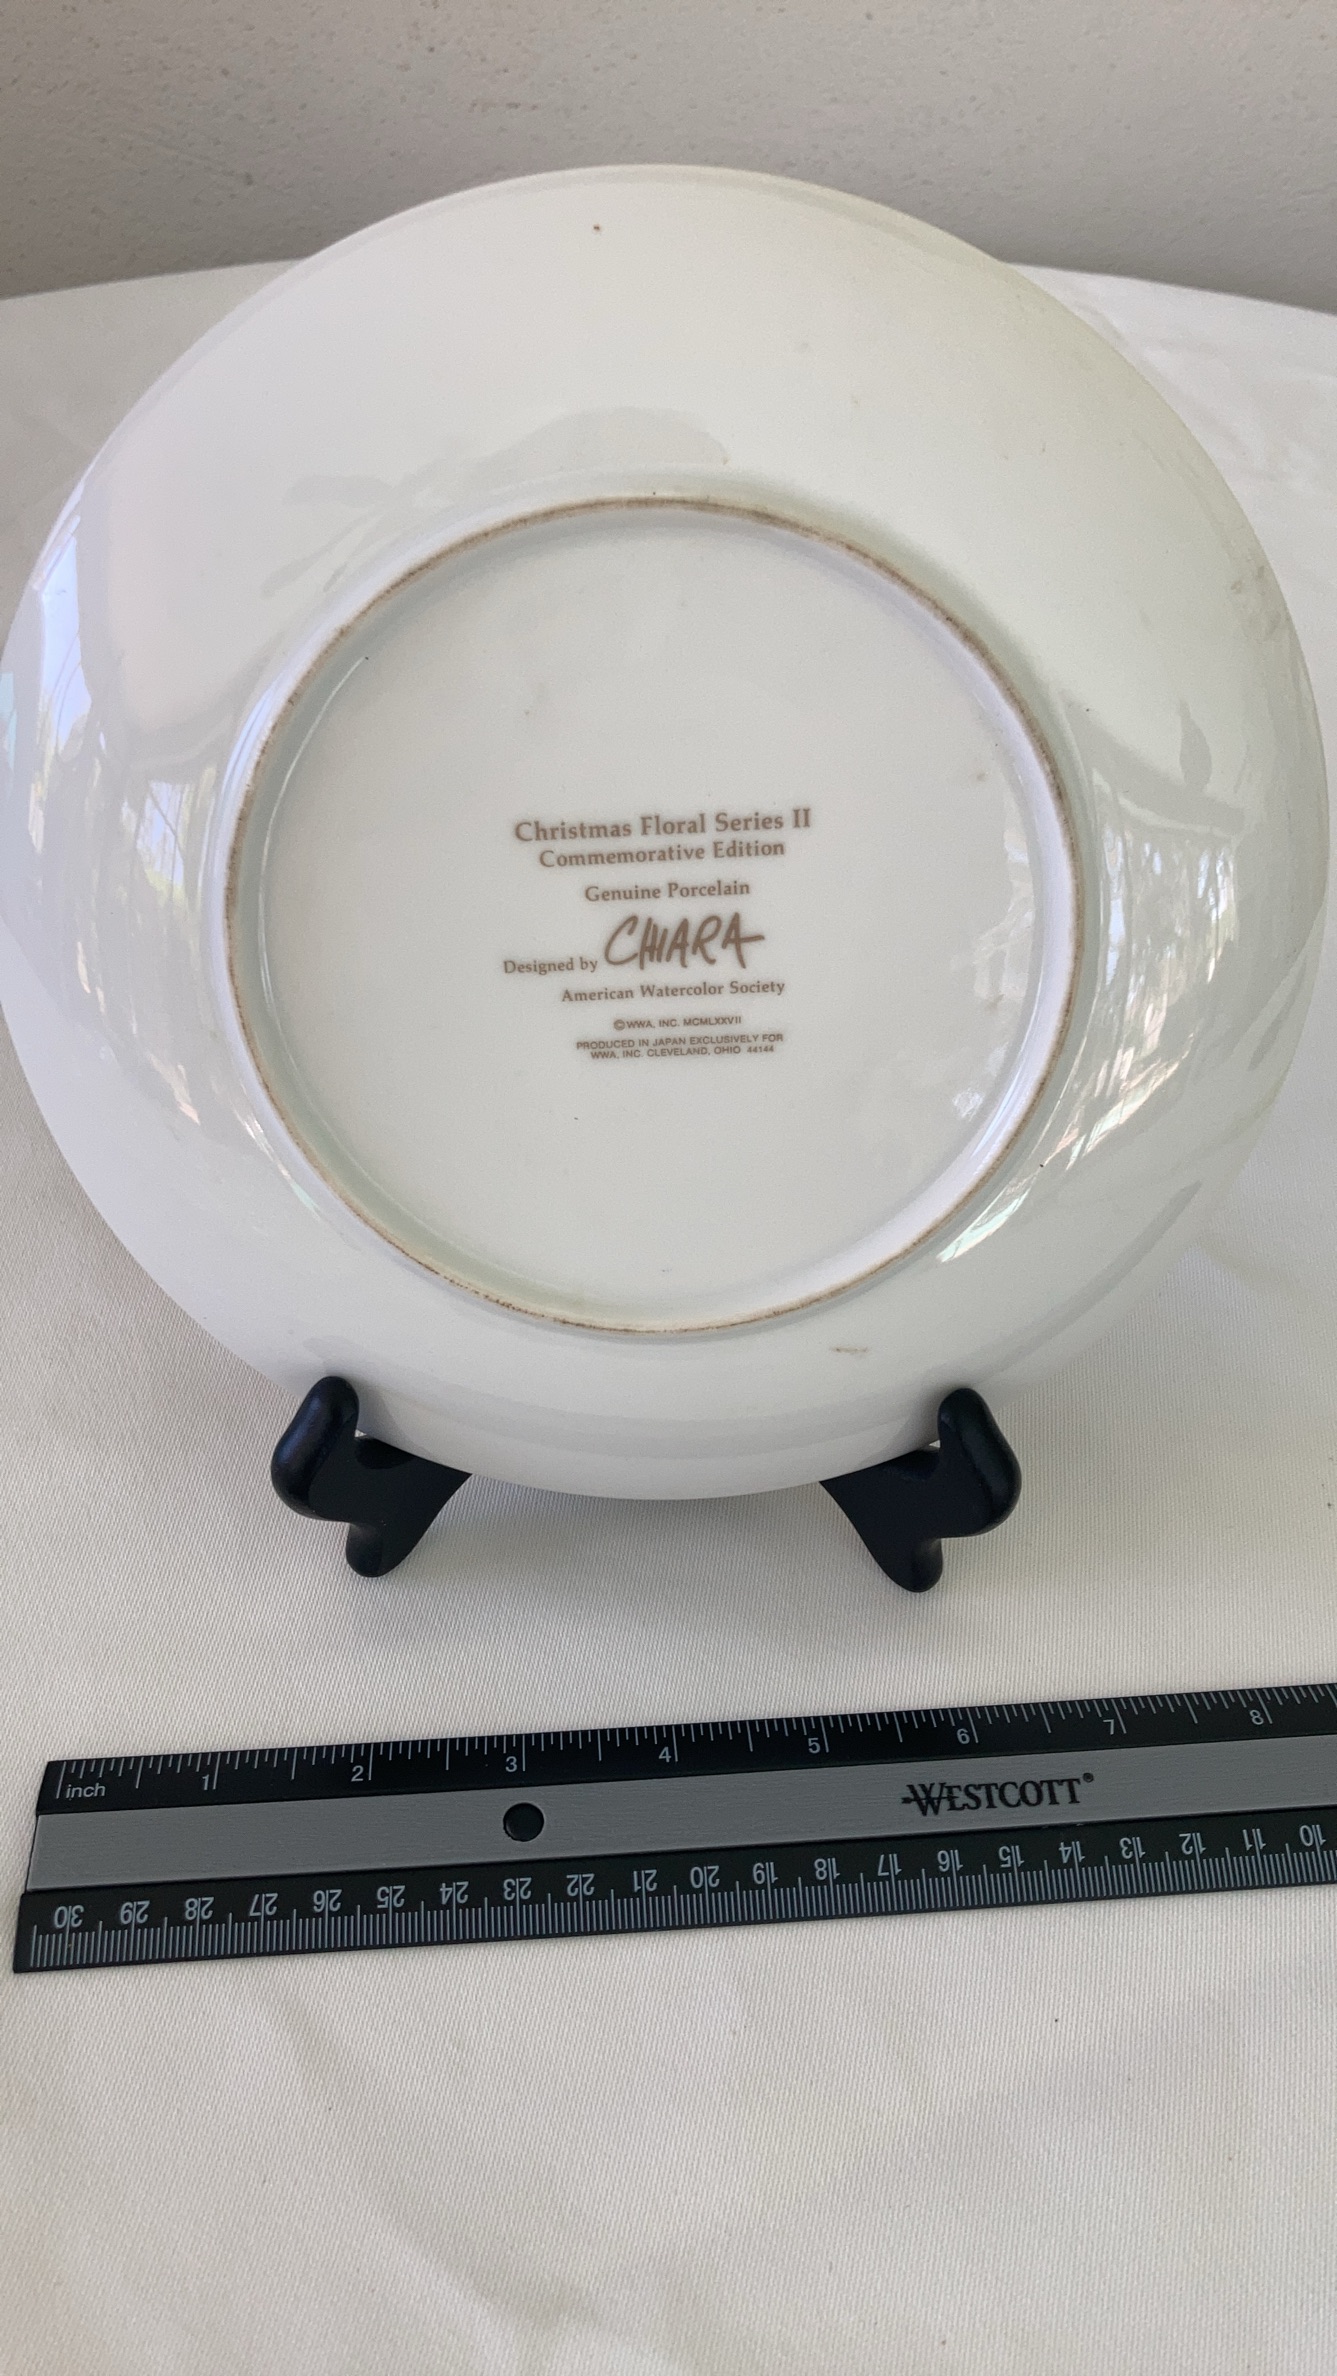 Christmas Floral Series II
Commemorative Edition
Genuine Porcelain
Designed by CHIARA
American Watercolor Society
©WWA, INC. MCMLXXVII
PRODUCED IN JAPAN EXCLUSIVELY FOR
WWA, INC. CLEVELAND, OHIO 44144
inch 1 2 3 4 5 6 7 8
WESTCOTT®
30 29 28 27 26 25 24 23 22 21 20 19 18 17 16 15 14 13 12 11 10